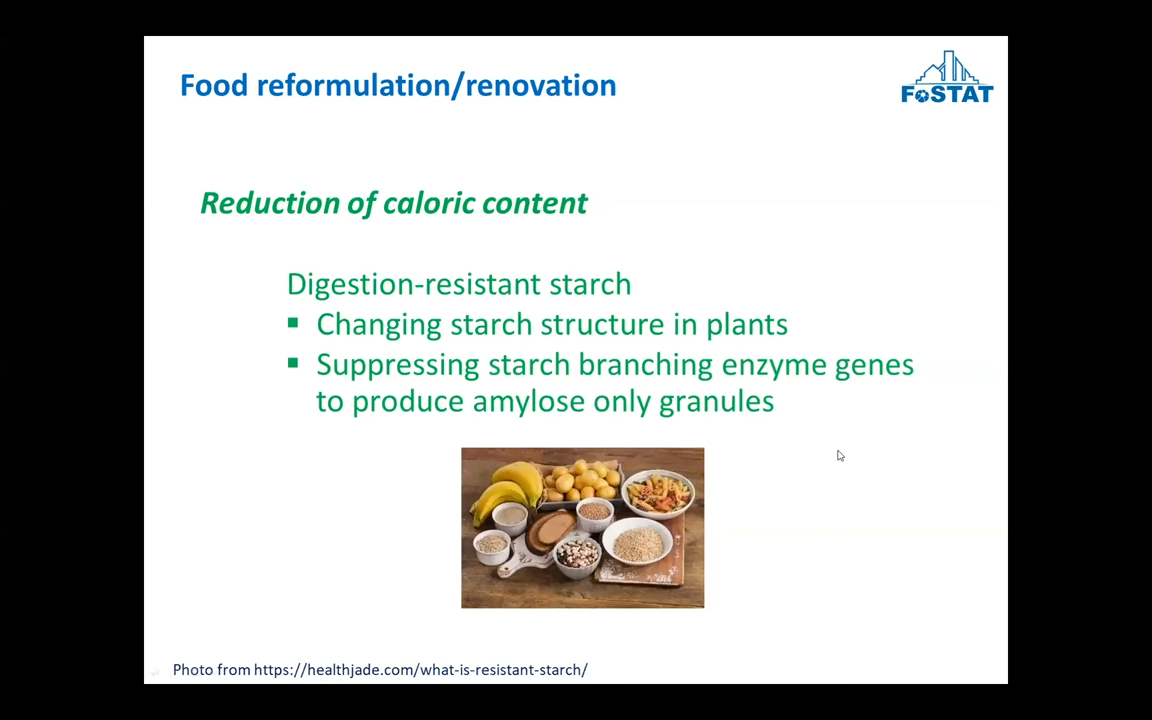 Food reformulation/renovation
FoSTAT
Reduction of caloric content
Digestion-resistant starch
▪ Changing starch structure in plants
▪ Suppressing starch branching enzyme genes
to produce amylose only granules
Photo from https://healthjade.com/what-is-resistant-starch/